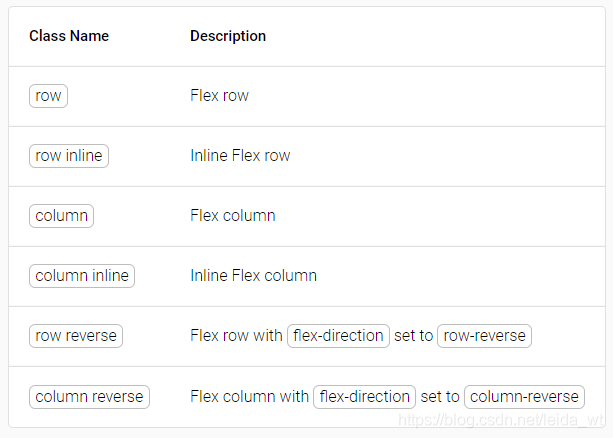 Class Name Description
row Flex row
row inline Inline Flex row
column Flex column
column inline Inline Flex column
row reverse Flex row with flex-direction set to row-reverse
column reverse Flex column with flex-direction set to column-reverse
https://blog.csdn.net/leida_wt